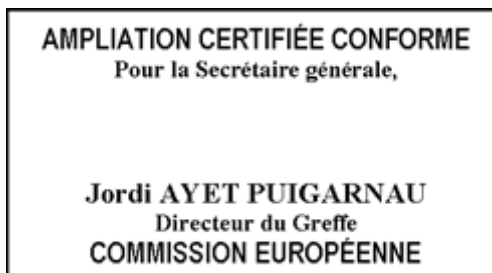 AMPLIATION CERTIFIÉE CONFORME
Pour la Secrétaire générale,
Jordi AYET PUIGARNAU
Directeur du Greffe
COMMISSION EUROPÉENNE